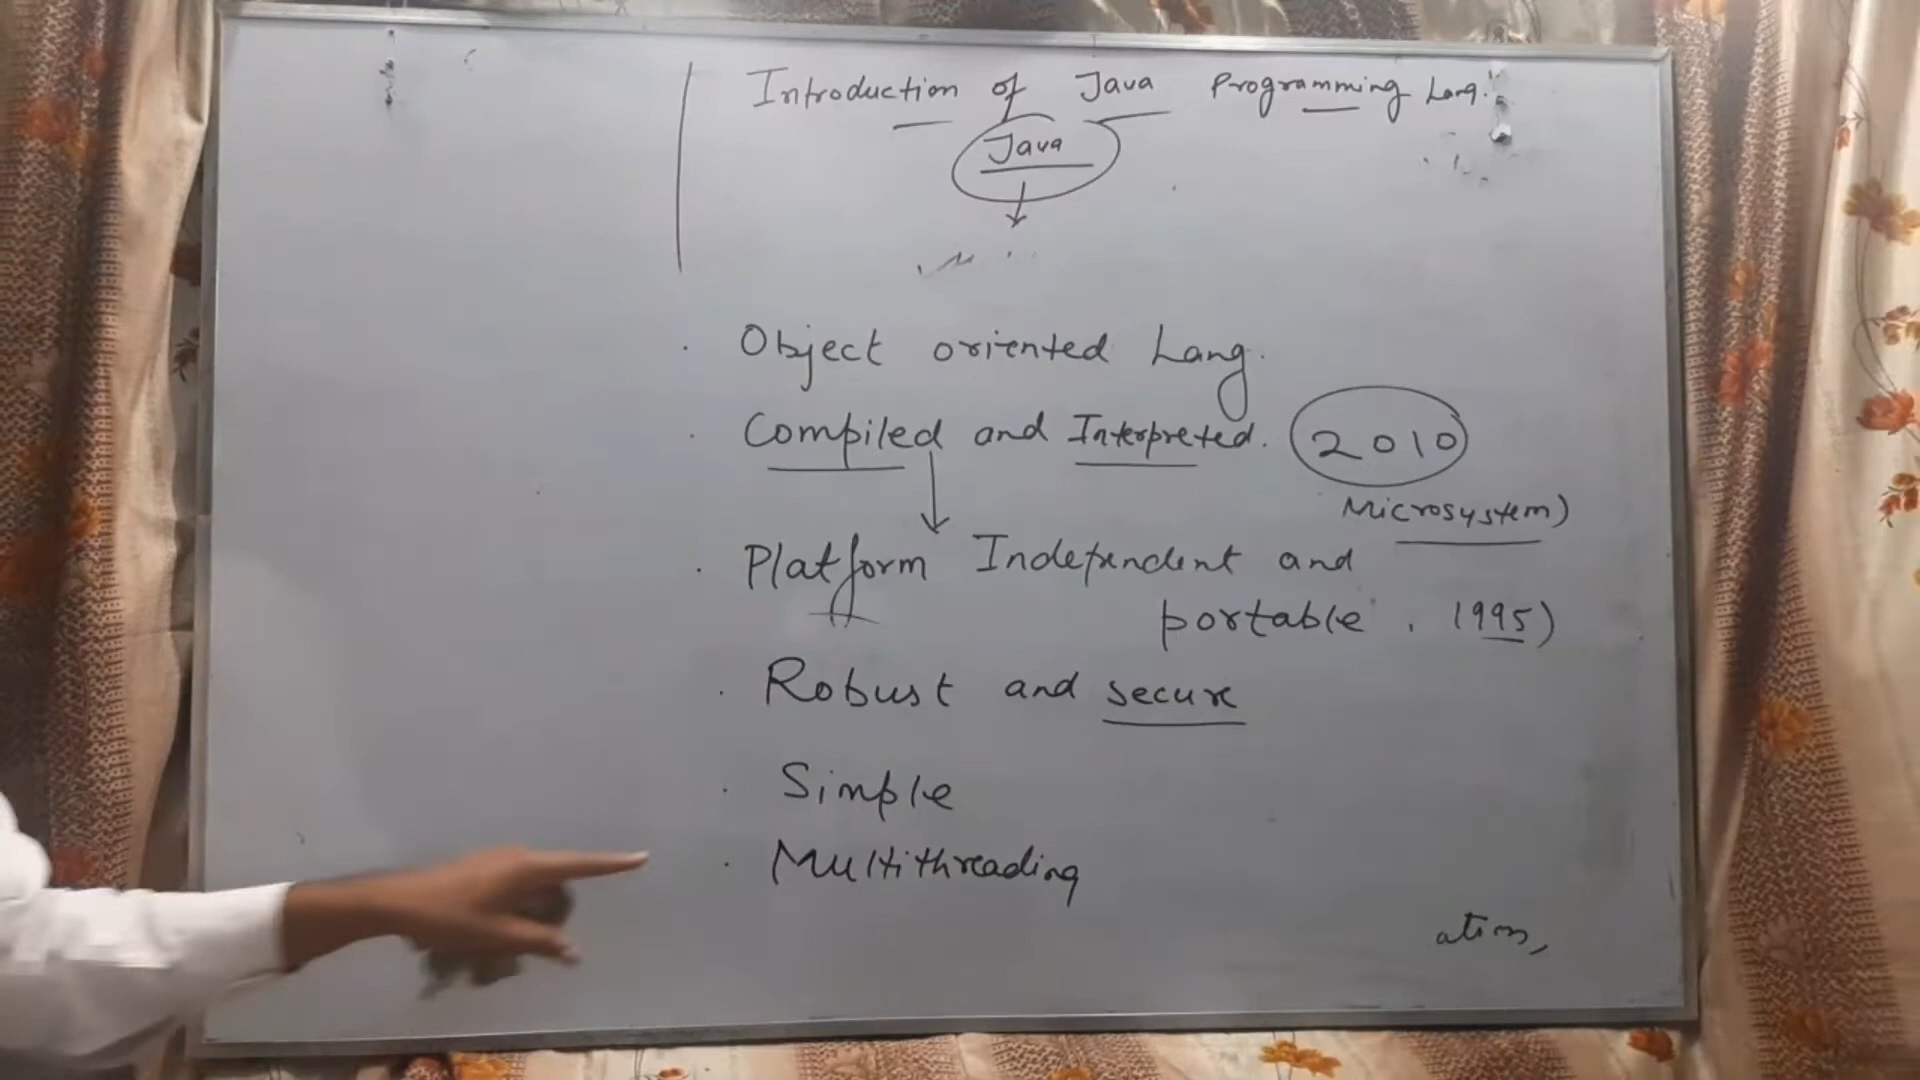 Introduction of Java Programming Lang.
Java
Object oriented Lang.
Compiled and Interpreted. 2010
Microsystem)
Platform Independent and
portable. 1995)
Robust and secure
Simple
Multithreading